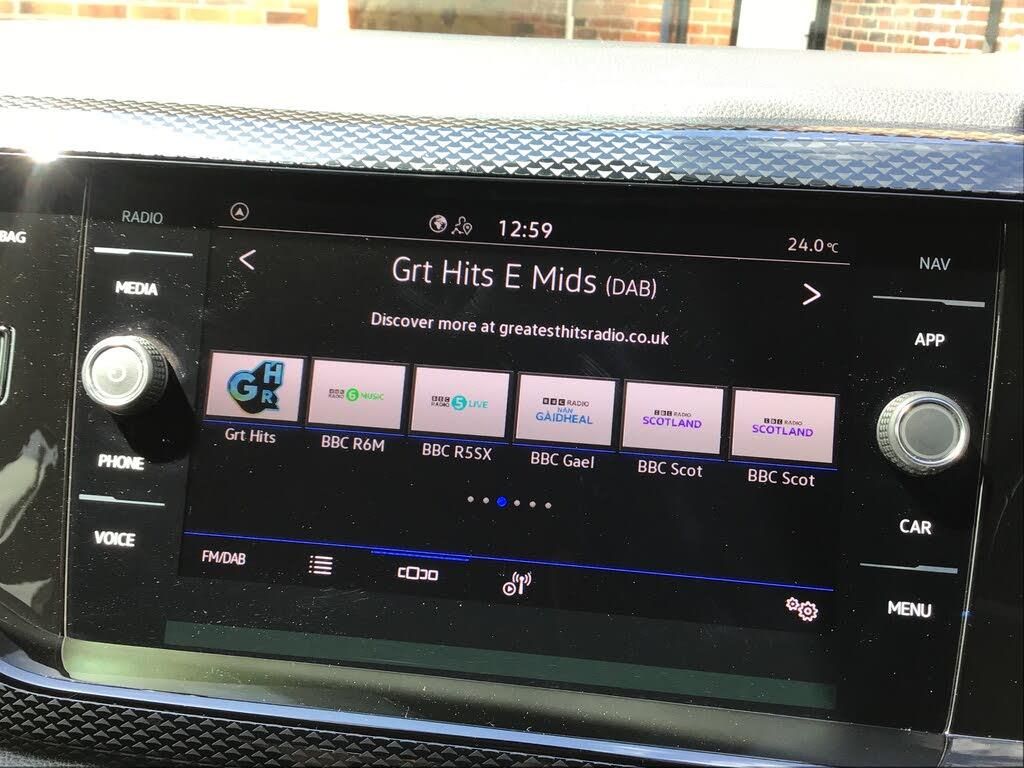 BAG
RADIO
MEDIA
PHONE
VOICE
12:59
24.0°C
Grt Hits E Mids (DAB)
Discover more at greatesthitsradio.co.uk
GHR
BBC RADIO 6 MUSIC
BBC RADIO 5 LIVE
BBC RADIO
NAN
GÀIDHEAL
BBC RADIO
SCOTLAND
BBC RADIO
SCOTLAND
Grt Hits
BBC R6M
BBC R5SX
BBC Gael
BBC Scot
BBC Scot
FM/DAB
NAV
APP
CAR
MENU